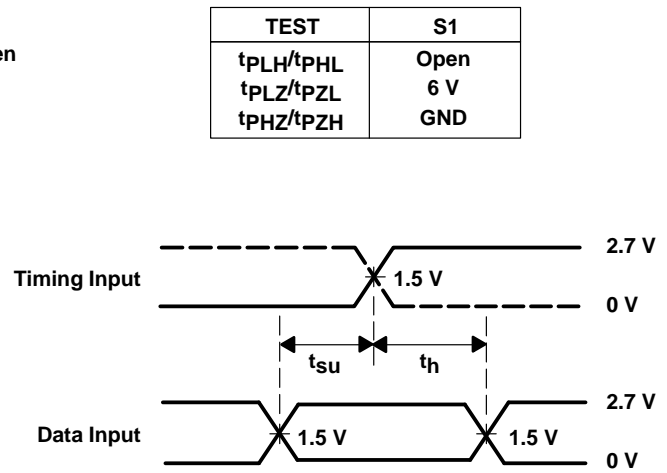 TEST S1
en
tPLH/tPHL Open
tPLZ/tPZL 6 V
tPHZ/tPZH GND
2.7 V
Timing Input 1.5 V
0 V
tsu th
2.7 V
Data Input 1.5 V 1.5 V
0 V